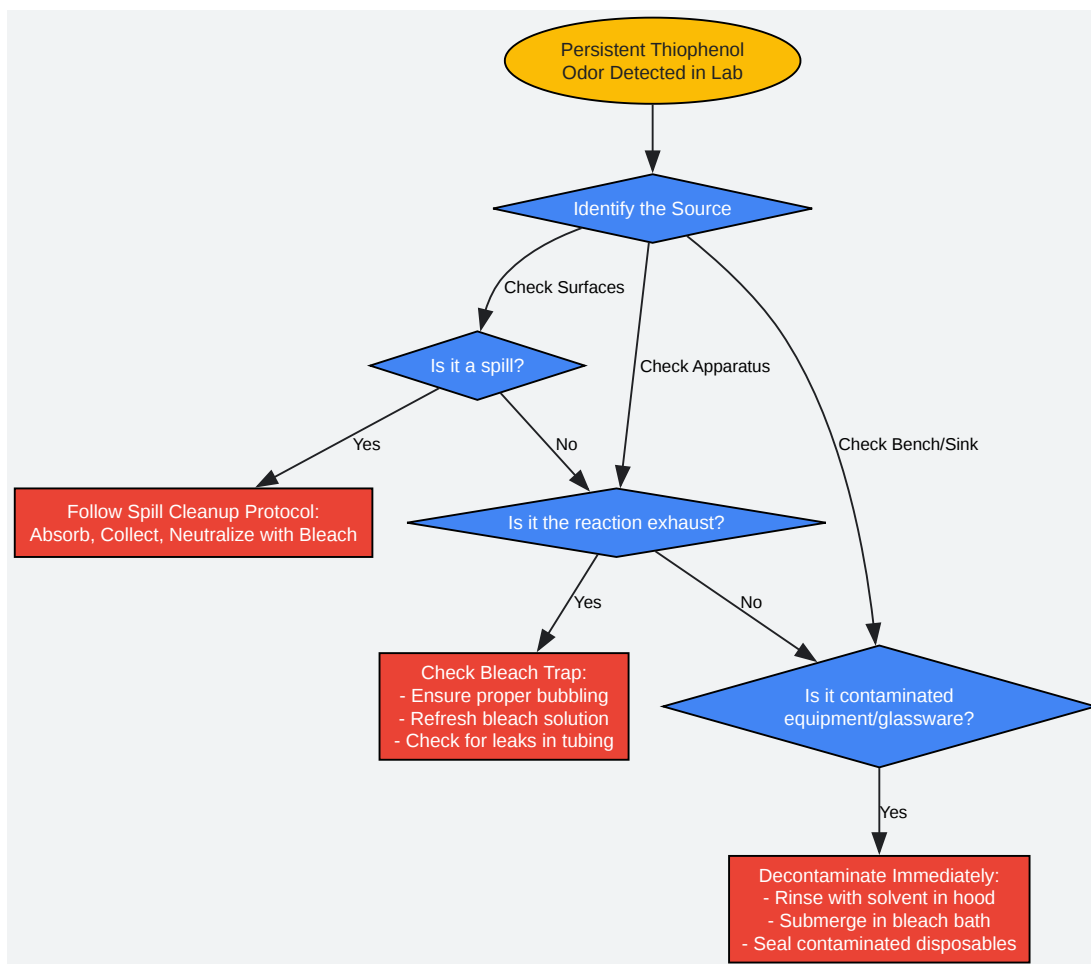 Persistent Thiophenol
Odor Detected in Lab
Identify the Source
Check Surfaces
Is it a spill?
Check Apparatus
Check Bench/Sink
Yes
No
Follow Spill Cleanup Protocol:
Absorb, Collect, Neutralize with Bleach
Is it the reaction exhaust?
Yes
No
Check Bleach Trap:
- Ensure proper bubbling
- Refresh bleach solution
- Check for leaks in tubing
Is it contaminated
equipment/glassware?
Yes
Decontaminate Immediately:
- Rinse with solvent in hood
- Submerge in bleach bath
- Seal contaminated disposables